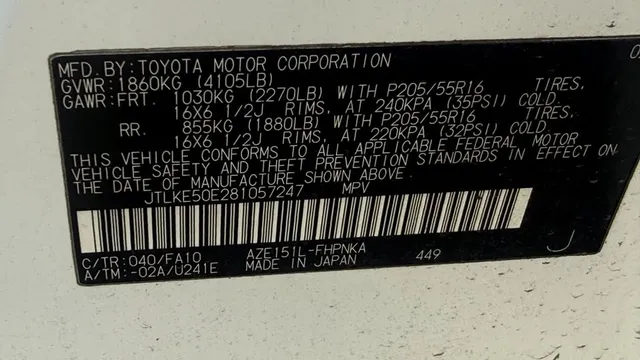 MFD. BY: TOYOTA MOTOR CORPORATION
GVWR: 1860KG (4105LB)
GAWR: FRT. 1030KG (2270LB) WITH P205/55R16 TIRES,
16X6 1/2J RIMS, AT 240KPA (35PSI) COLD.
RR. 855KG (1880LB) WITH P205/55R16 TIRES,
16X6 1/2J RIMS, AT 220KPA (32PSI) COLD.
THIS VEHICLE CONFORMS TO ALL APPLICABLE FEDERAL MOTOR
VEHICLE SAFETY AND THEFT PREVENTION STANDARDS IN EFFECT ON
THE DATE OF MANUFACTURE SHOWN ABOVE.
JTLKE50E281057247 MPV
C/TR: 040/FA10 AZE151L-FHPNKA
A/TM: -02A/U241E MADE IN JAPAN 449
J